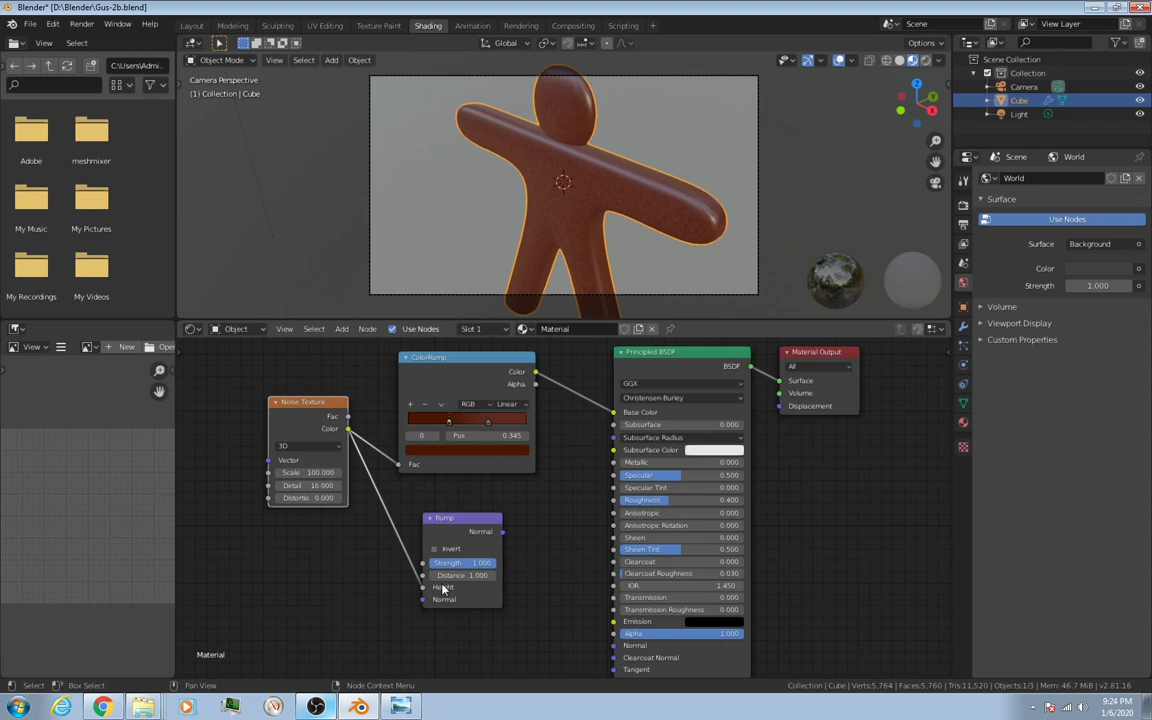 Blender* [D:\Blender\Gus-2b.blend]
File Edit Render Window Help Layout Modeling Sculpting UV Editing Texture Paint Shading Animation Rendering Compositing Scripting Scene View Layer
View Select Global Options
C:\Users\Admi... Object Mode View Select Add Object Scene Collection
Camera Perspective Collection
(1) Collection | Cube Camera
Cube
Light
Adobe meshmixer Scene World
World
Surface
My Music My Pictures Use Nodes
Surface Background
Color
My Recordings My Videos Strength 1.000
Volume
Viewport Display
Object View Select Add Node Use Nodes Slot 1 Material
Custom Properties
View New Ope
ColorRamp Principled BSDF Material Output
Color BSDF All
Alpha GGX Surface
Christensen-Burley Volume
Noise Texture RGB Linear Base Color Displacement
Fac Subsurface 0.000
Color 0 Pos 0.345 Subsurface Radius
3D Subsurface Color
Vector Fac Metallic 0.000
Scale 100.000 Specular 0.500
Detail 16.000 Specular Tint 0.000
Distortio 0.000 Roughness 0.400
Anisotropic 0.000
Bump Anisotropic Rotation 0.000
Normal Sheen 0.000
Invert Sheen Tint 0.500
Strength 1.000 Clearcoat 0.000
Distance 1.000 Clearcoat Roughness 0.030
Height IOR 1.450
Normal Transmission 0.000
Transmission Roughness 0.000
Emission
Alpha 1.000
Normal
Material Clearcoat Normal
Tangent
Select Box Select Pan View Node Context Menu Collection | Cube | Verts:5,764 | Faces:5,760 | Tris:11,520 | Objects:1/3 | Mem: 46.7 MiB | v2.81.16
9:24 PM
1/6/2020